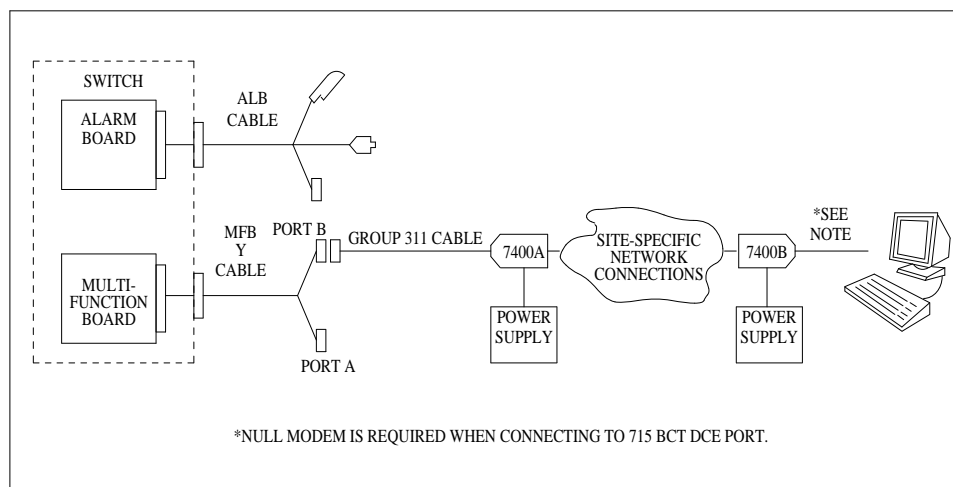 SWITCH
ALARM
BOARD
ALB
CABLE
MULTI-
FUNCTION
BOARD
MFB
Y
CABLE
PORT B
PORT A
GROUP 311 CABLE
7400A
POWER
SUPPLY
SITE-SPECIFIC
NETWORK
CONNECTIONS
7400B
POWER
SUPPLY
*SEE
NOTE
*NULL MODEM IS REQUIRED WHEN CONNECTING TO 715 BCT DCE PORT.